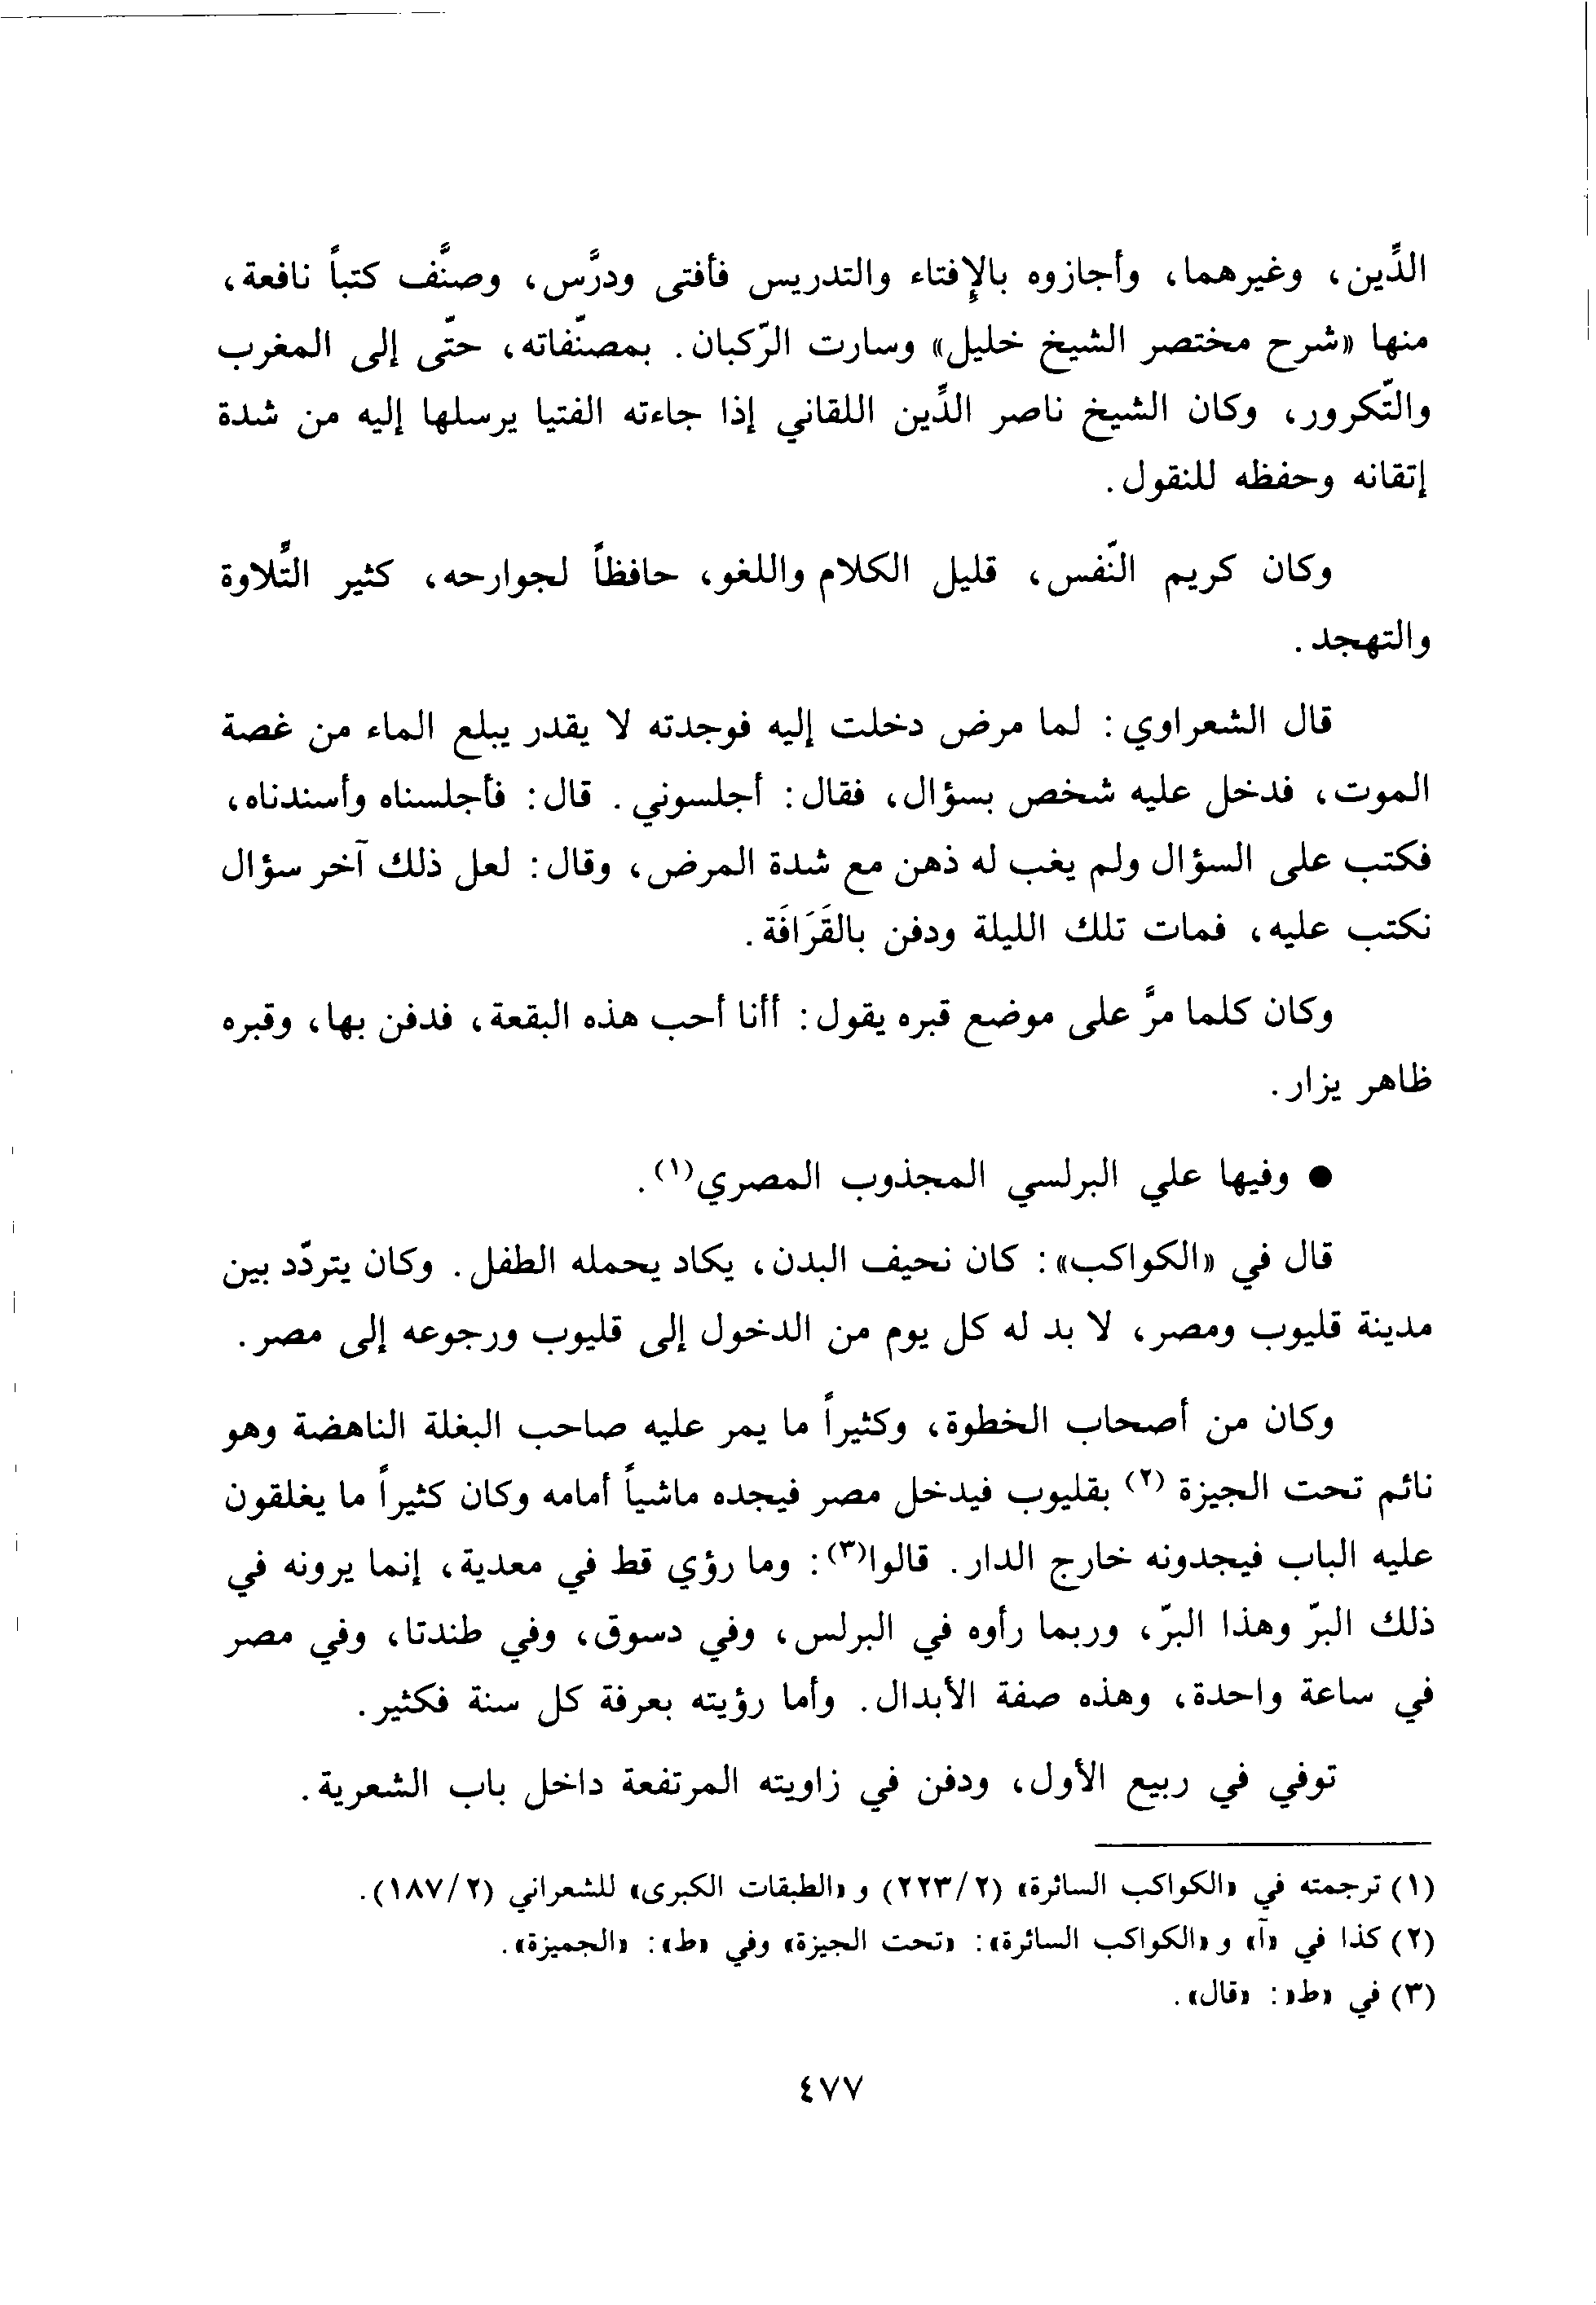 الدِّين، وغيرهما، وأجازوه بالإفتاء والتدريس فأفتى ودرَّس، وصنَّف كتباً نافعة،
منها «شرح مختصر الشيخ خليل» وسارت الرّكبان. بمصنّفاته، حتّى إلى المغرب
والتّكرور، وكان الشيخ ناصر الدِّين اللقاني إذا جاءته الفتيا يرسلها إليه من شدة
إتقانه وحفظه للنقول.
وكان كريم النّفس، قليل الكلام واللغو، حافظاً لجوارحه، كثير التِّلاوة
والتهجد.
قال الشعراوي: لما مرض دخلت إليه فوجدته لا يقدر يبلع الماء من غصة
الموت، فدخل عليه شخص بسؤال، فقال: أجلسوني. قال: فأجلسناه وأسندناه،
فكتب على السؤال ولم يغب له ذهن مع شدة المرض، وقال: لعل ذلك آخر سؤال
نكتب عليه، فمات تلك الليلة ودفن بالقَرَافَة.
وكان كلما مرَّ على موضع قبره يقول: أأنا أحب هذه البقعة، فدفن بها، وقبره
ظاهر يزار.
● وفيها علي البرلسي المجذوب المصري(١).
قال في «الكواكب»: كان نحيف البدن، يكاد يحمله الطفل. وكان يتردّد بين
مدينة قليوب ومصر، لا بد له كل يوم من الدخول إلى قليوب ورجوعه إلى مصر.
وكان من أصحاب الخطوة، وكثيراً ما يمر عليه صاحب البغلة الناهضة وهو
نائم تحت الجيزة (٢) بقليوب فيدخل مصر فيجده ماشياً أمامه وكان كثيراً ما يغلقون
عليه الباب فيجدونه خارج الدار. قالوا(٣): وما رؤي قط في معدية، إنما يرونه في
ذلك البرّ وهذا البرّ، وربما رأوه في البرلس، وفي دسوق، وفي طندتا، وفي مصر
في ساعة واحدة، وهذه صفة الأبدال. وأما رؤيته بعرفة كل سنة فكثير.
توفي في ربيع الأول، ودفن في زاويته المرتفعة داخل باب الشعرية.
(١) ترجمته في «الكواكب السائرة» (٢/٢٢٣) و«الطبقات الكبرى» للشعراني (٢/١٨٧).
(٢) كذا في «آ» و«الكواكب السائرة»: «تحت الجيزة» وفي «ط»: «الجميزة».
(٣) في «ط»: «قال».
٤٧٧